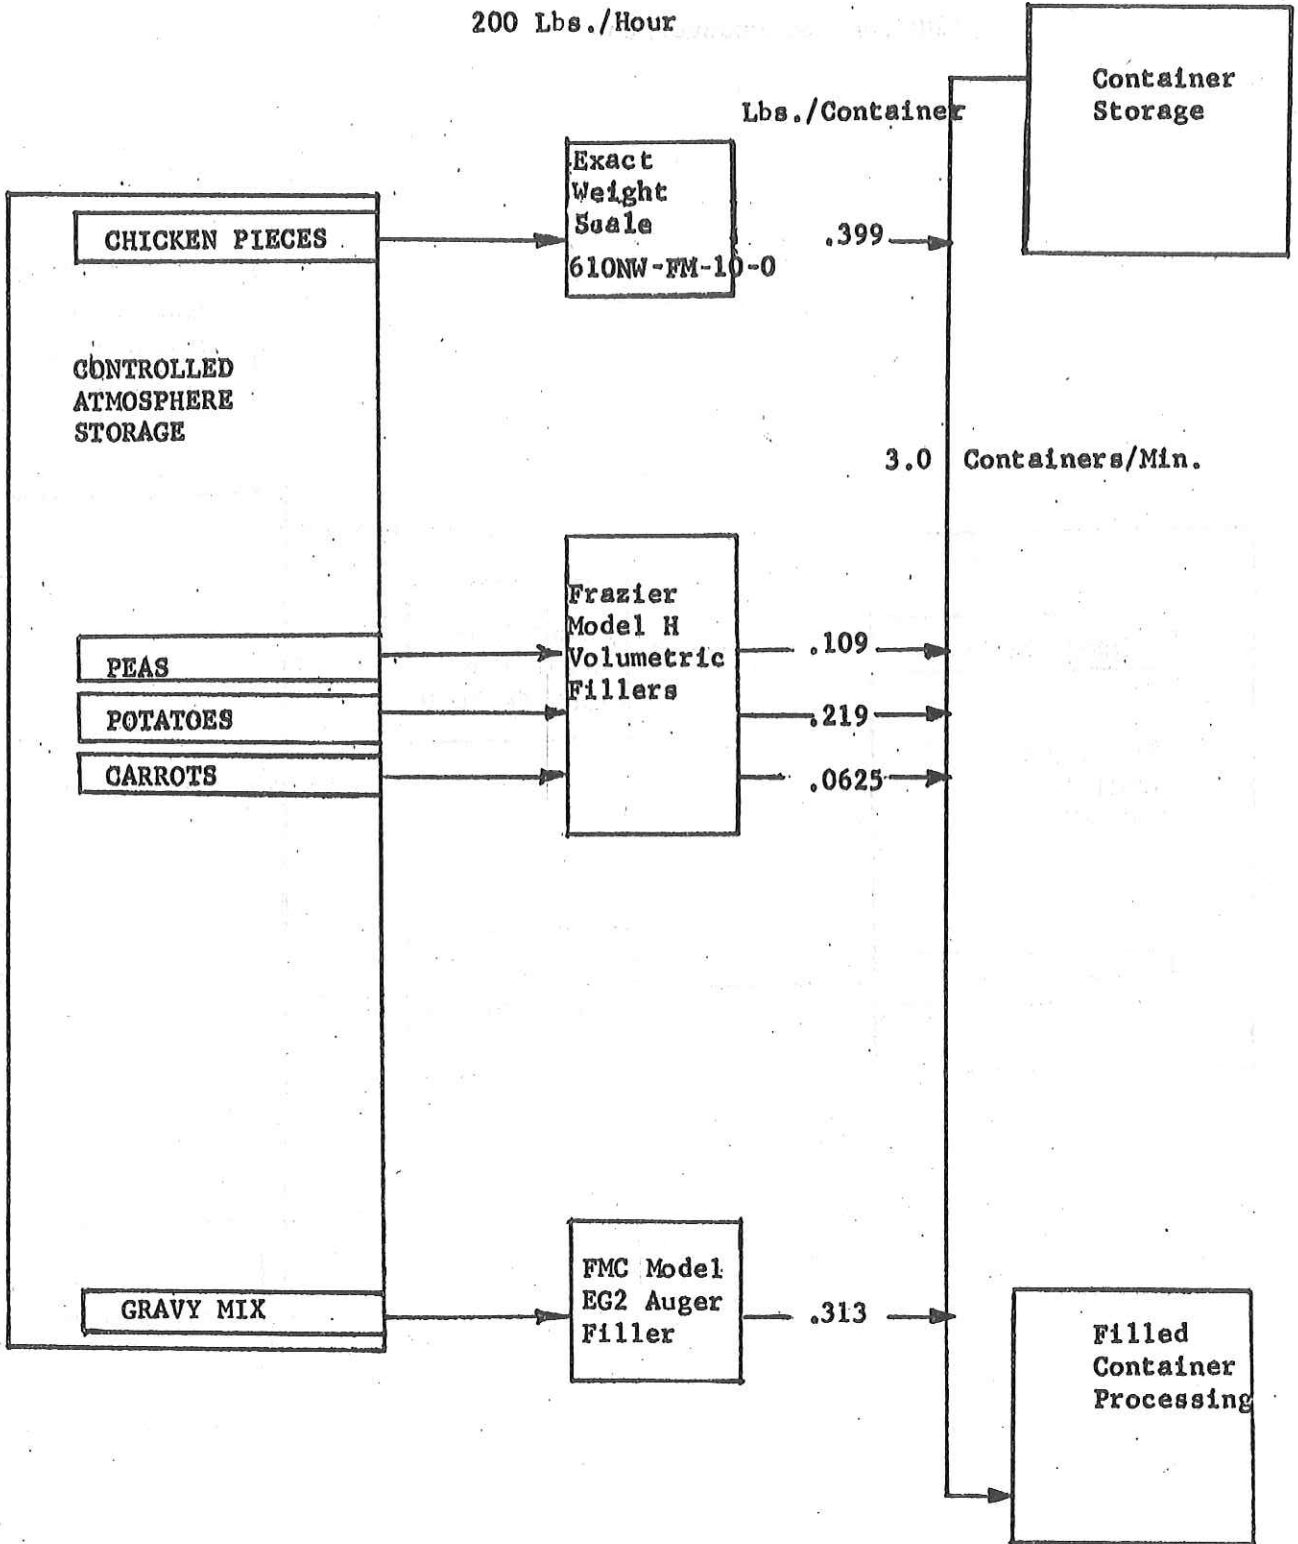 200 Lbs./Hour
Container
Storage
Lbs./Container
Exact
Weight
Scale
610NW-FM-10-0
.399
CHICKEN PIECES
CONTROLLED
ATMOSPHERE
STORAGE
3.0 Containers/Min.
Frazier
Model H
Volumetric
Fillers
PEAS
.109
POTATOES
.219
CARROTS
.0625
GRAVY MIX
FMC Model
EG2 Auger
Filler
.313
Filled
Container
Processing